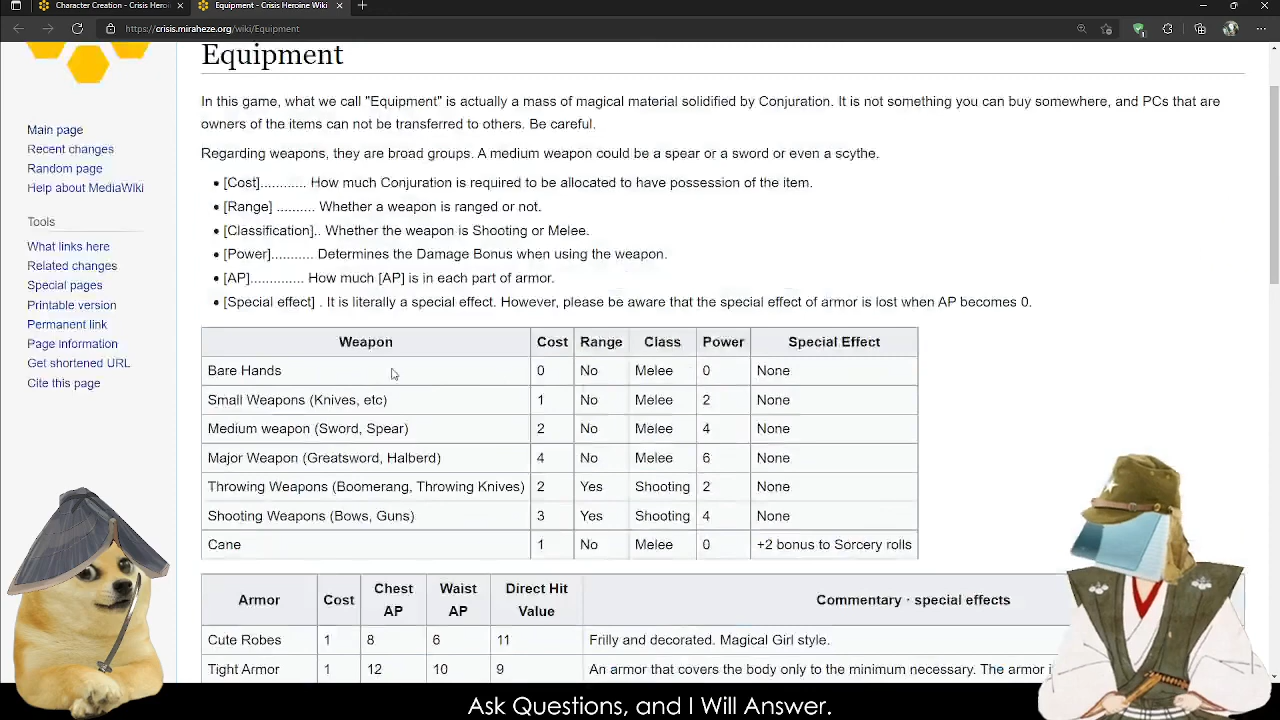 Character Creation - Crisis Heroi
Equipment - Crisis Heroine Wiki
https://crisis.miraheze.org/wiki/Equipment
Main page
Recent changes
Random page
Help about MediaWiki
Tools
What links here
Related changes
Special pages
Printable version
Permanent link
Page information
Get shortened URL
Cite this page
Equipment
In this game, what we call "Equipment" is actually a mass of magical material solidified by Conjuration. It is not something you can buy somewhere, and PCs that are
owners of the items can not be transferred to others. Be careful.
Regarding weapons, they are broad groups. A medium weapon could be a spear or a sword or even a scythe.
• [Cost]........... How much Conjuration is required to be allocated to have possession of the item.
• [Range] ......... Whether a weapon is ranged or not.
• [Classification].. Whether the weapon is Shooting or Melee.
• [Power].......... Determines the Damage Bonus when using the weapon.
• [AP]............. How much [AP] is in each part of armor.
• [Special effect] . It is literally a special effect. However, please be aware that the special effect of armor is lost when AP becomes 0.
Weapon Cost Range Class Power Special Effect
Bare Hands 0 No Melee 0 None
Small Weapons (Knives, etc) 1 No Melee 2 None
Medium weapon (Sword, Spear) 2 No Melee 4 None
Major Weapon (Greatsword, Halberd) 4 No Melee 6 None
Throwing Weapons (Boomerang, Throwing Knives) 2 Yes Shooting 2 None
Shooting Weapons (Bows, Guns) 3 Yes Shooting 4 None
Cane 1 No Melee 0 +2 bonus to Sorcery rolls
Armor Cost Chest AP Waist AP Direct Hit Value Commentary · special effects
Cute Robes 1 8 6 11 Frilly and decorated. Magical Girl style.
Tight Armor 1 12 10 9 An armor that covers the body only to the minimum necessary. The armor i
Ask Questions, and I Will Answer.